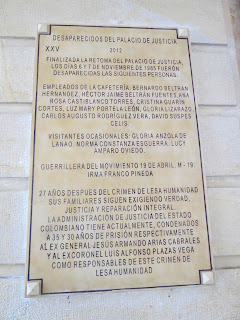 DESAPARECIDOS DEL PALACIO DE JUSTICIA
XXV 2012
FINALIZADA LA RETOMA DEL PALACIO DE JUSTICIA,
LOS DÍAS 6 Y 7 DE NOVIEMBRE DE 1985 FUERON
DESAPARECIDAS LAS SIGUIENTES PERSONAS:
EMPLEADOS DE LA CAFETERÍA: BERNARDO BELTRÁN
HERNÁNDEZ, HÉCTOR JAIME BELTRÁN FUENTES, ANA
ROSA CASTIBLANCO TORRES, CRISTINA GUARÍN
CORTÉS, LUZ MARY PORTELA LEÓN, GLORIA LIZARAZO,
CARLOS AUGUSTO RODRÍGUEZ VERA, DAVID SUSPES
CELIS.
VISITANTES OCASIONALES: GLORIA ANZOLA DE
LANAO, NORMA CONSTANZA ESGUERRA, LUCY
AMPARO OVIEDO.
GUERRILLERA DEL MOVIMIENTO 19 DE ABRIL, M-19:
IRMA FRANCO PINEDA
27 AÑOS DESPUÉS DEL CRIMEN DE LESA HUMANIDAD
SUS FAMILIARES SIGUEN EXIGIENDO VERDAD,
JUSTICIA Y REPARACIÓN INTEGRAL.
LA ADMINISTRACIÓN DE JUSTICIA DEL ESTADO
COLOMBIANO TIENE ACTUALMENTE, CONDENADOS
A 35 Y 30 AÑOS DE PRISIÓN RESPECTIVAMENTE
AL EX GENERAL JESÚS ARMANDO ARIAS CABRALES
Y AL EXCORONEL LUIS ALFONSO PLAZAS VEGA
COMO RESPONSABLES DE ESTE CRIMEN DE
LESA HUMANIDAD